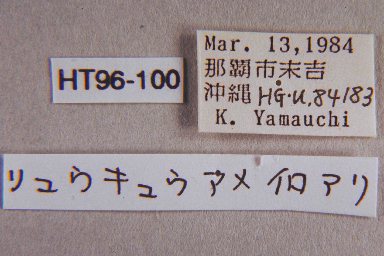 HT96-100
Mar. 13,1984
那覇市末吉
沖縄 HG・U,84183
K. Yamauchi
リュウキュウアメイロアリ